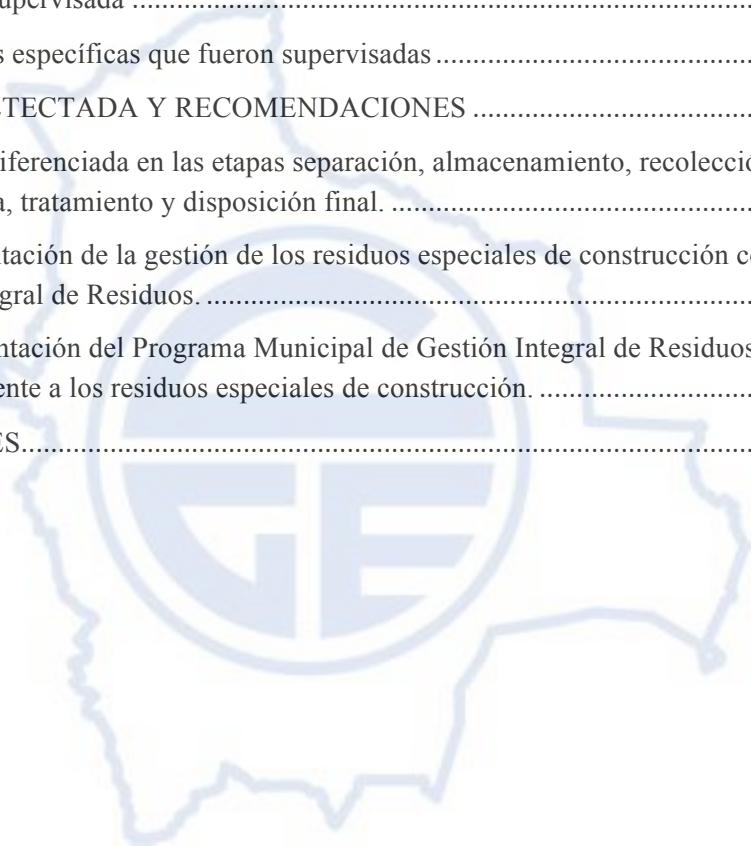 supervisada ................................................
s específicas que fueron supervisadas ................................................
TECTADA Y RECOMENDACIONES ................................................
iferenciada en las etapas separación, almacenamiento, recolecció
a, tratamiento y disposición final. ................................................
tación de la gestión de los residuos especiales de construcción c
gral de Residuos. ................................................
ntación del Programa Municipal de Gestión Integral de Residuos
ente a los residuos especiales de construcción. ................................................
ES................................................
CGE